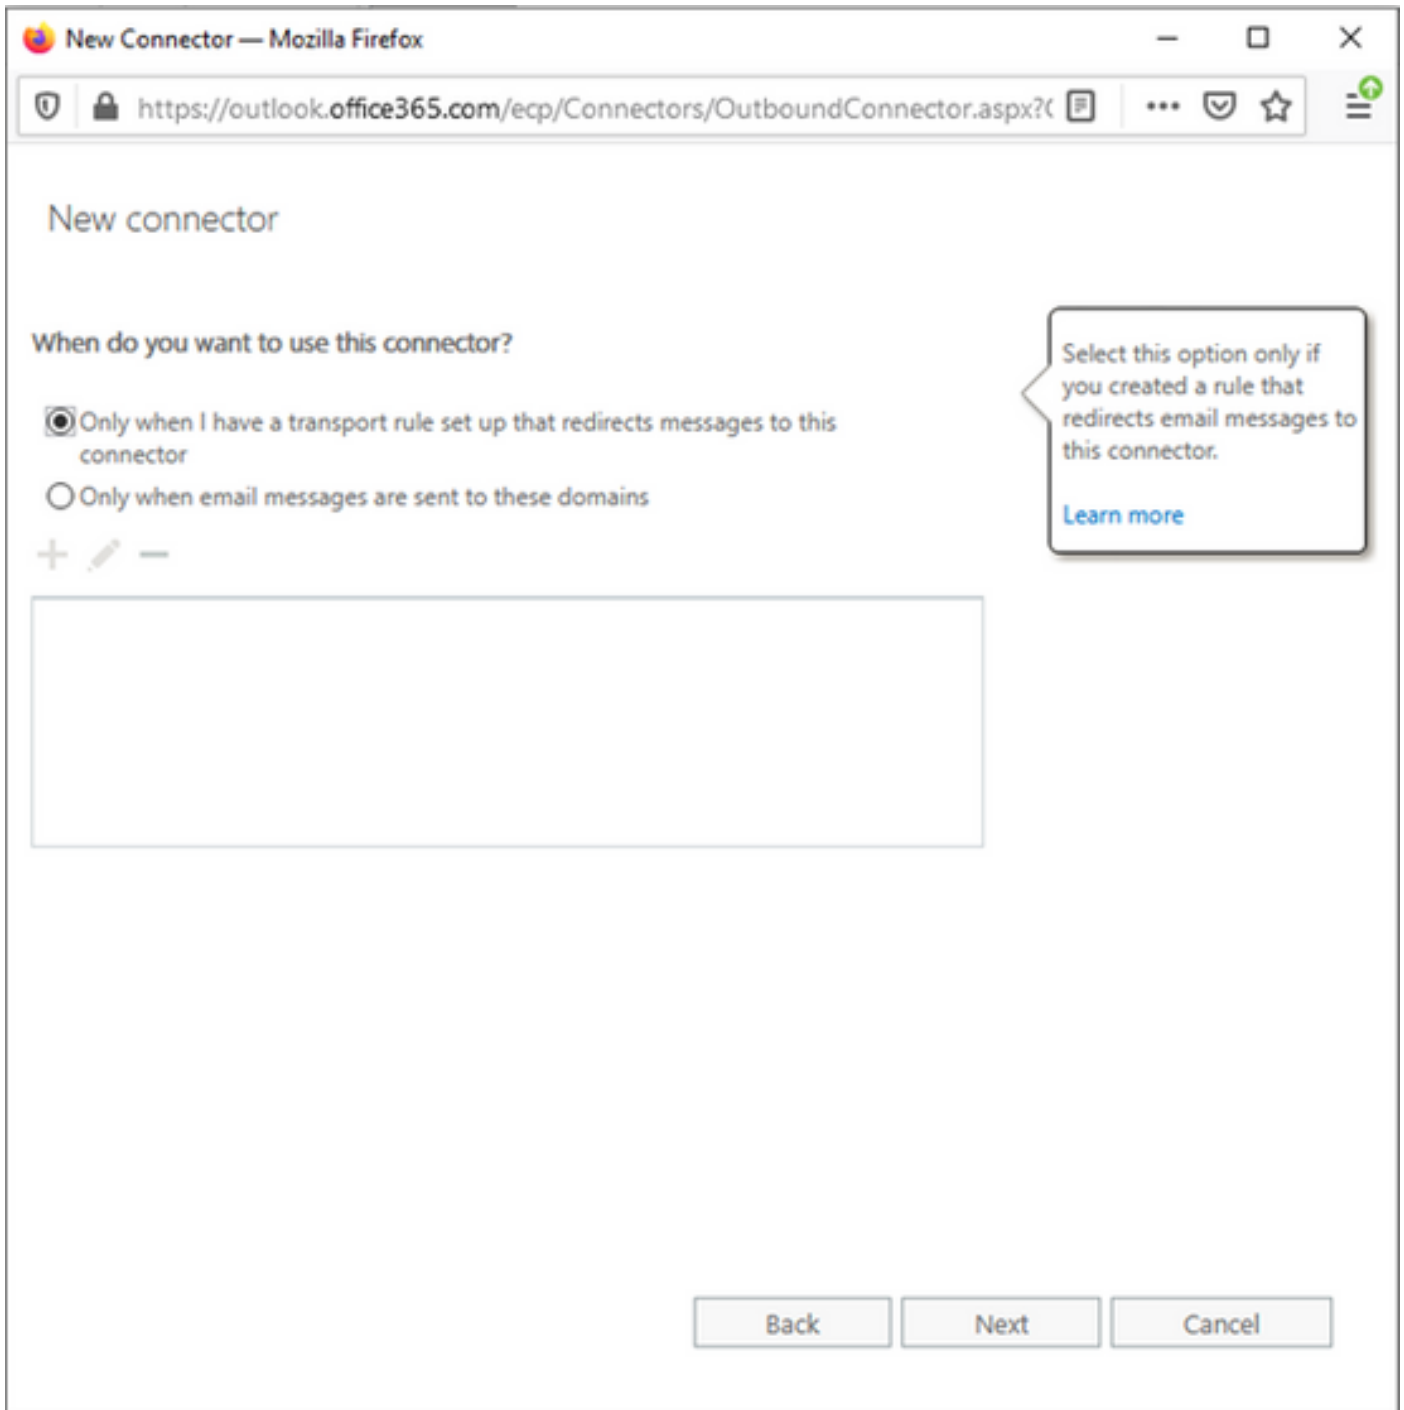 New Connector — Mozilla Firefox
https://outlook.office365.com/ecp/Connectors/OutboundConnector.aspx?
New connector
When do you want to use this connector?
Only when I have a transport rule set up that redirects messages to this
connector
Only when email messages are sent to these domains
Select this option only if
you created a rule that
redirects email messages to
this connector.
Learn more
Back
Next
Cancel